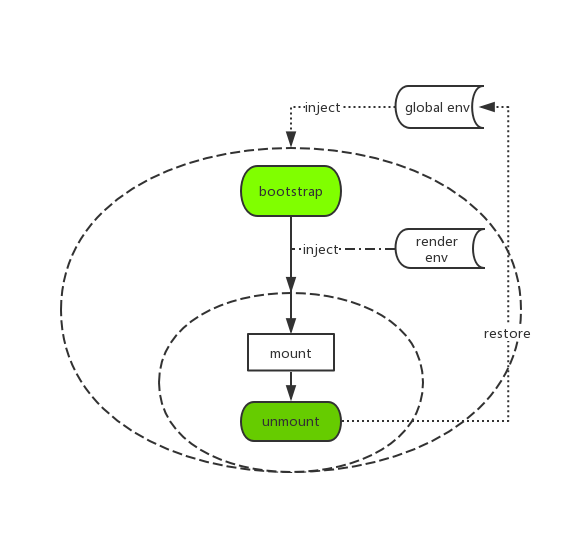 inject
global env
bootstrap
inject
render
env
restore
mount
unmount